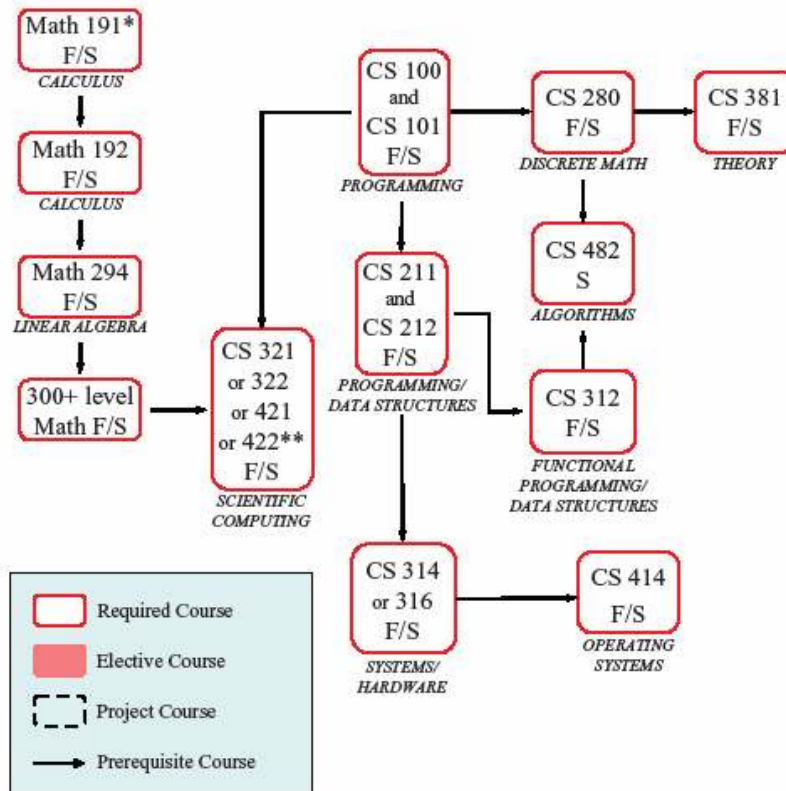 Math 191*
F/S
CALCULUS
Math 192
F/S
CALCULUS
Math 294
F/S
LINEAR ALGEBRA
300+ level
Math F/S
CS 321
or 322
or 421
or 422**
F/S
SCIENTIFIC
COMPUTING
CS 100
and
CS 101
F/S
PROGRAMMING
CS 280
F/S
DISCRETE MATH
CS 381
F/S
THEORY
CS 211
and
CS 212
F/S
PROGRAMMING/
DATA STRUCTURES
CS 482
S
ALGORITHMS
CS 312
F/S
FUNCTIONAL
PROGRAMMING/
DATA STRUCTURES
CS 314
or 316
F/S
SYSTEMS/
HARDWARE
CS 414
F/S
OPERATING
SYSTEMS
Required Course
Elective Course
Project Course
Prerequisite Course